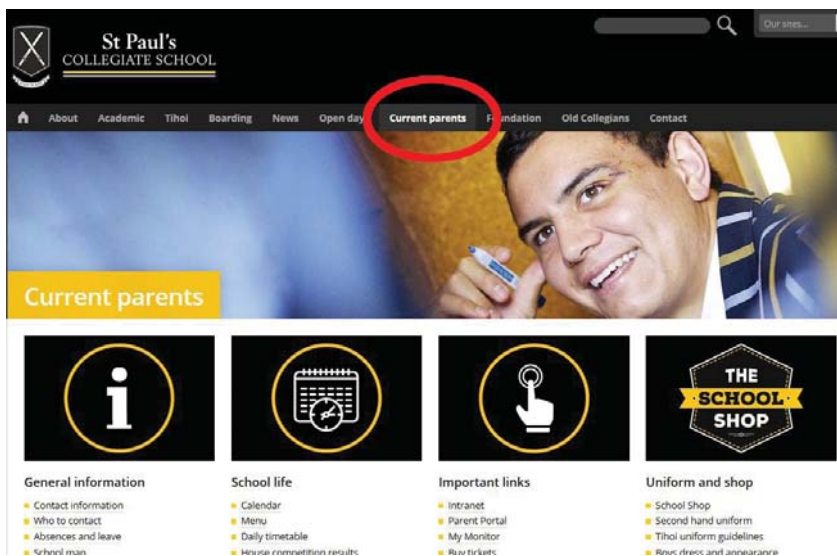 St Paul's
COLLEGIATE SCHOOL
Our sites...
About Academic Tihoi Boarding News Open day Current parents Foundation Old Collegians Contact
Current parents
i
THE
SCHOOL
SHOP
General information
Contact information
Who to contact
Absences and leave
School map
School life
Calendar
Menu
Daily timetable
House competition results
Important links
Intranet
Parent Portal
My Monitor
Buy tickets
Uniform and shop
School Shop
Second hand uniform
Tihoi uniform guidelines
Boys dress and appearance